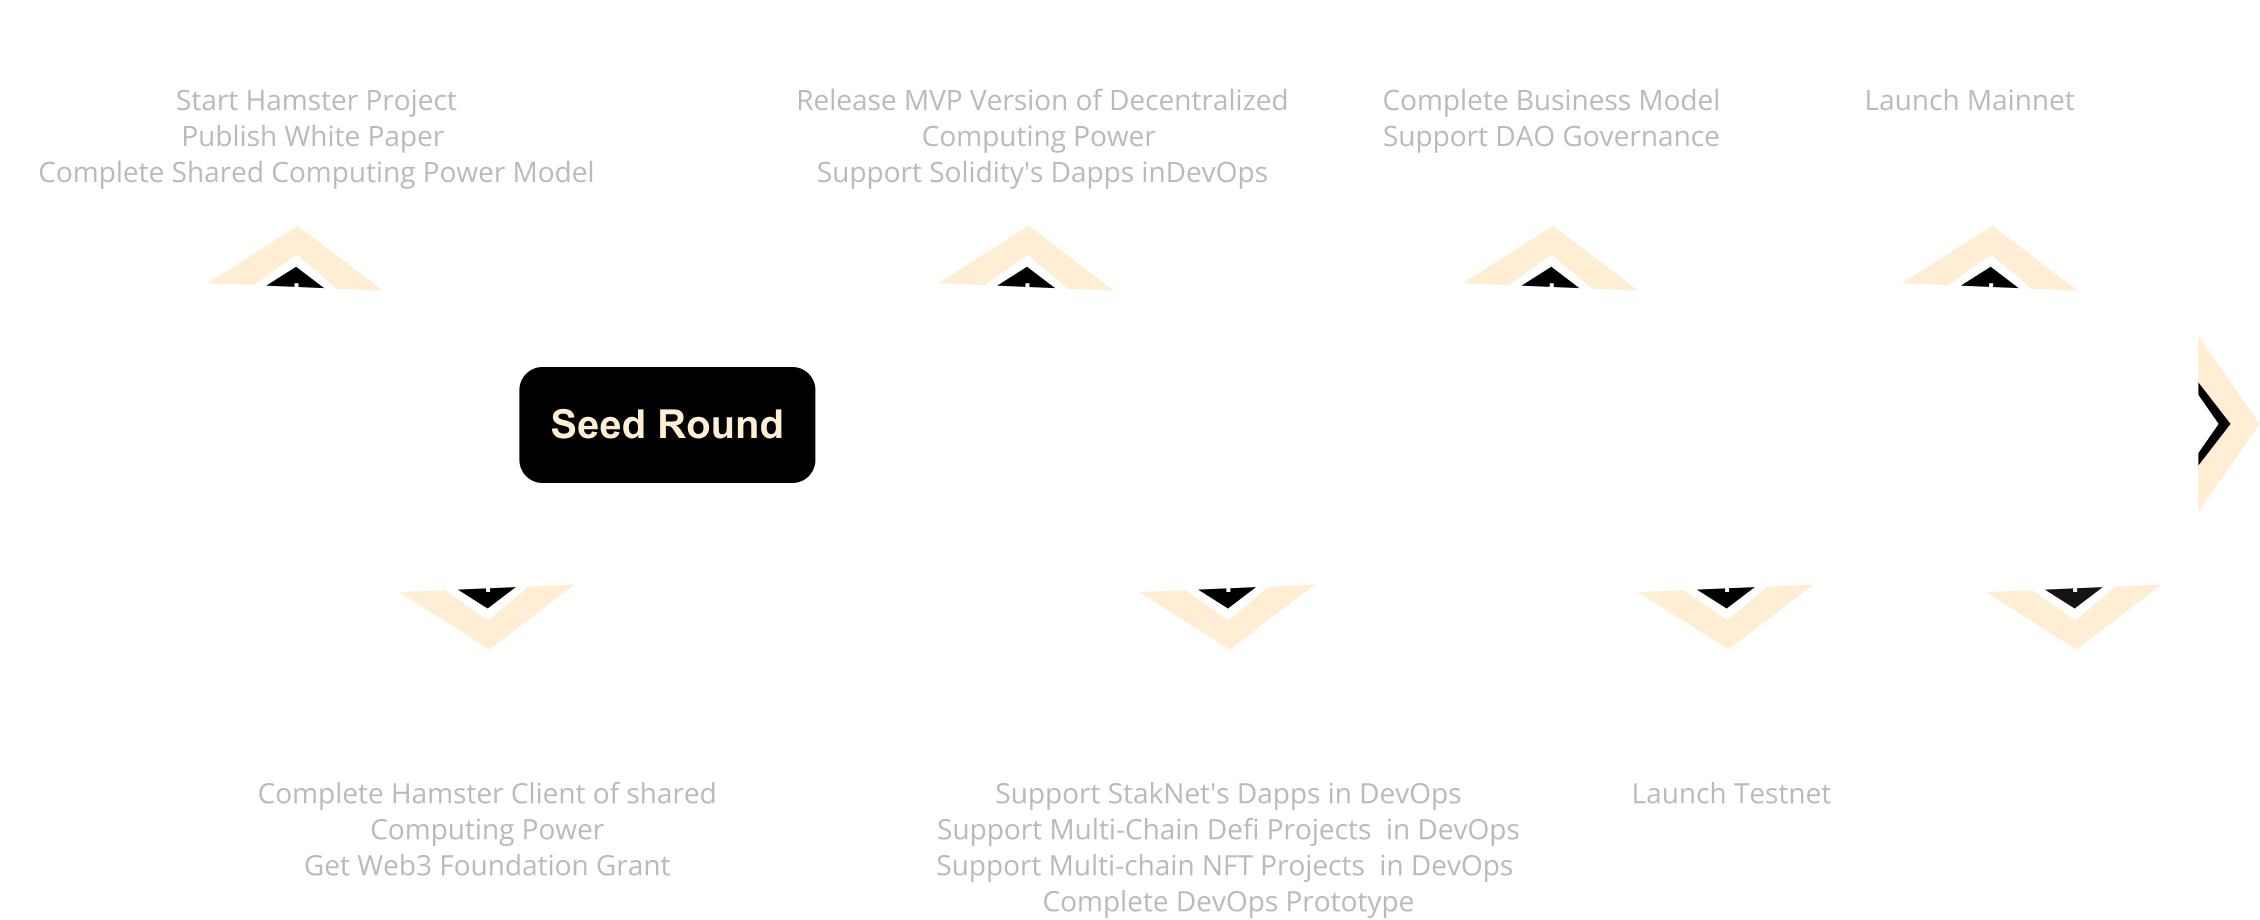 Start Hamster Project
Publish White Paper
Complete Shared Computing Power Model
Release MVP Version of Decentralized
Computing Power
Support Solidity's Dapps inDevOps
Complete Business Model
Support DAO Governance
Launch Mainnet
Seed Round
Complete Hamster Client of shared
Computing Power
Get Web3 Foundation Grant
Support StakNet's Dapps in DevOps
Support Multi-Chain Defi Projects  in DevOps
Support Multi-chain NFT Projects  in DevOps
Complete DevOps Prototype
Launch Testnet